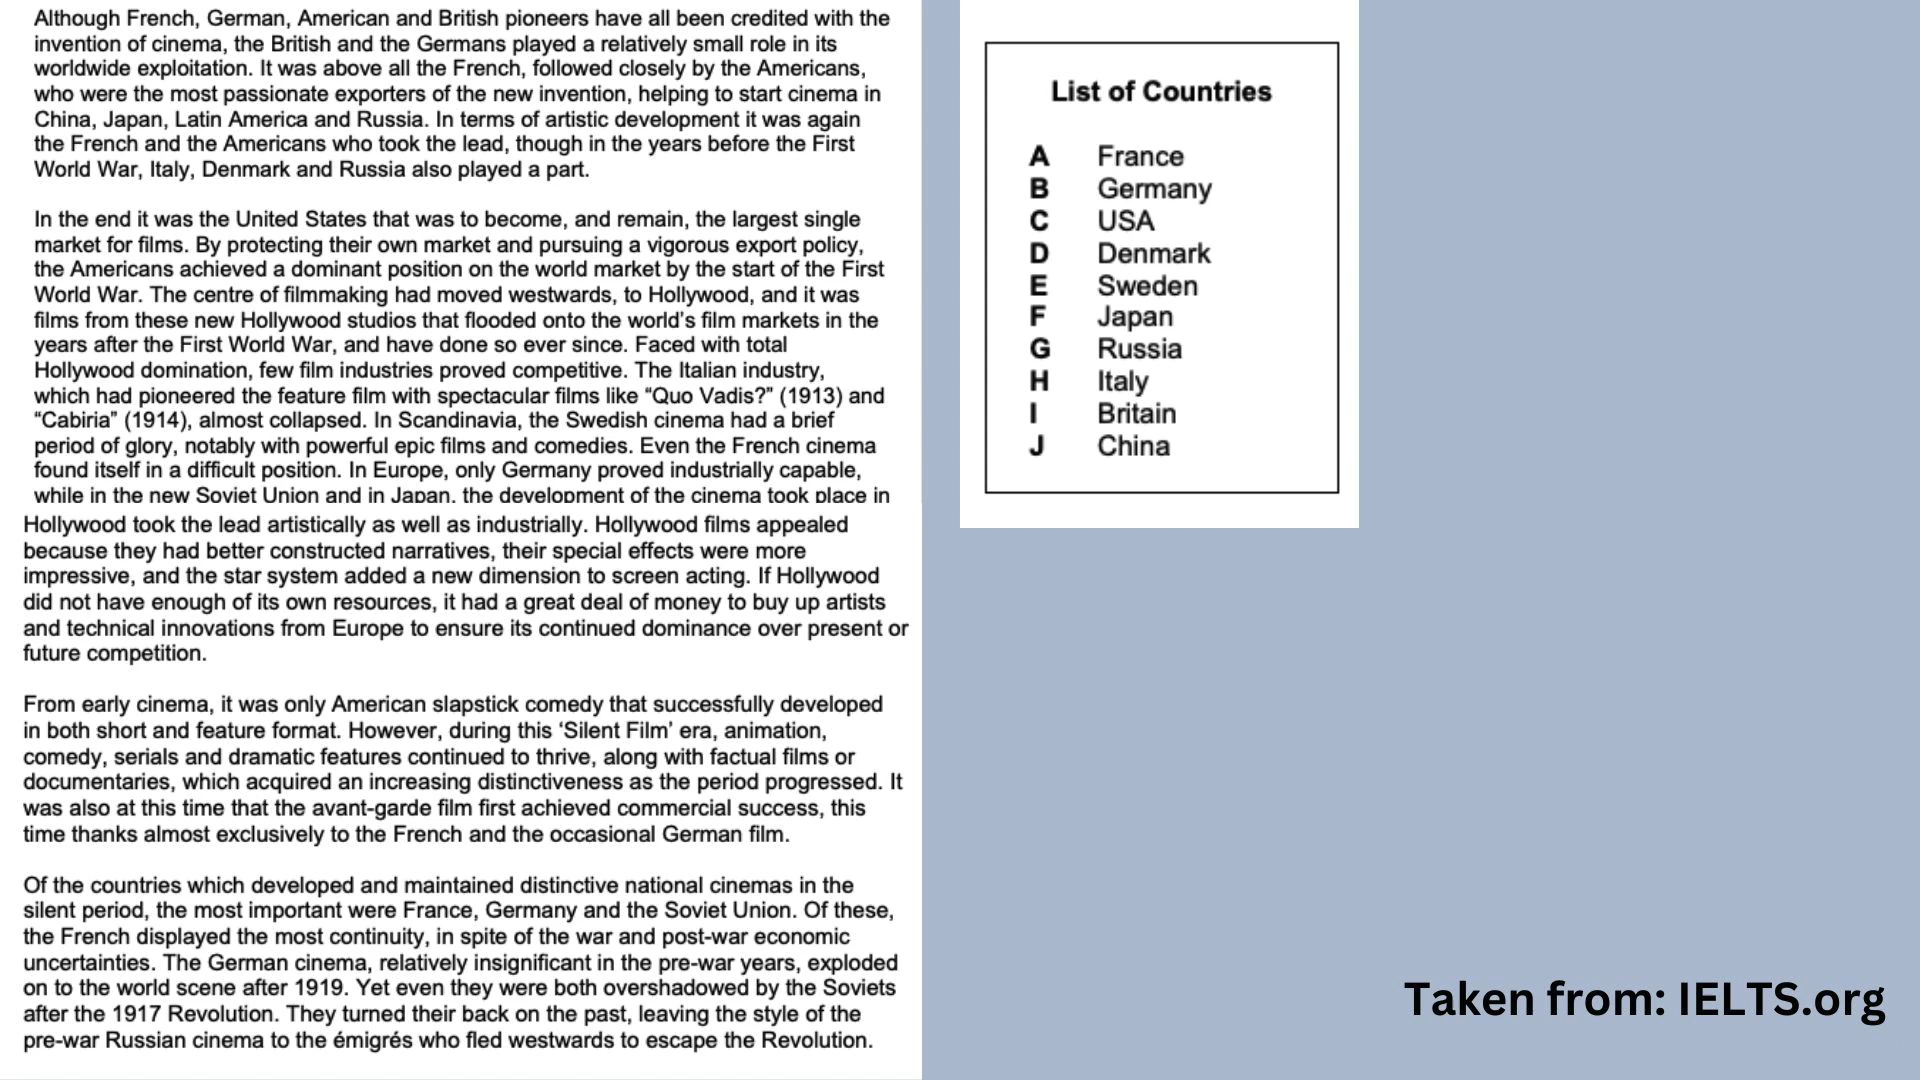 Although French, German, American and British pioneers have all been credited with the
invention of cinema, the British and the Germans played a relatively small role in its
worldwide exploitation. It was above all the French, followed closely by the Americans,
who were the most passionate exporters of the new invention, helping to start cinema in
China, Japan, Latin America and Russia. In terms of artistic development it was again
the French and the Americans who took the lead, though in the years before the First
World War, Italy, Denmark and Russia also played a part.
In the end it was the United States that was to become, and remain, the largest single
market for films. By protecting their own market and pursuing a vigorous export policy,
the Americans achieved a dominant position on the world market by the start of the First
World War. The centre of filmmaking had moved westwards, to Hollywood, and it was
films from these new Hollywood studios that flooded onto the world's film markets in the
years after the First World War, and have done so ever since. Faced with total
Hollywood domination, few film industries proved competitive. The Italian industry,
which had pioneered the feature film with spectacular films like “Quo Vadis?” (1913) and
“Cabiria” (1914), almost collapsed. In Scandinavia, the Swedish cinema had a brief
period of glory, notably with powerful epic films and comedies. Even the French cinema
found itself in a difficult position. In Europe, only Germany proved industrially capable,
while in the new Soviet Union and in Japan, the development of the cinema took place in
Hollywood took the lead artistically as well as industrially. Hollywood films appealed
because they had better constructed narratives, their special effects were more
impressive, and the star system added a new dimension to screen acting. If Hollywood
did not have enough of its own resources, it had a great deal of money to buy up artists
and technical innovations from Europe to ensure its continued dominance over present or
future competition.
From early cinema, it was only American slapstick comedy that successfully developed
in both short and feature format. However, during this ‘Silent Film’ era, animation,
comedy, serials and dramatic features continued to thrive, along with factual films or
documentaries, which acquired an increasing distinctiveness as the period progressed. It
was also at this time that the avant-garde film first achieved commercial success, this
time thanks almost exclusively to the French and the occasional German film.
Of the countries which developed and maintained distinctive national cinemas in the
silent period, the most important were France, Germany and the Soviet Union. Of these,
the French displayed the most continuity, in spite of the war and post-war economic
uncertainties. The German cinema, relatively insignificant in the pre-war years, exploded
on to the world scene after 1919. Yet even they were both overshadowed by the Soviets
after the 1917 Revolution. They turned their back on the past, leaving the style of the
pre-war Russian cinema to the émigrés who fled westwards to escape the Revolution.
List of Countries
A France
B Germany
C USA
D Denmark
E Sweden
F Japan
G Russia
H Italy
I Britain
J China
Taken from: IELTS.org